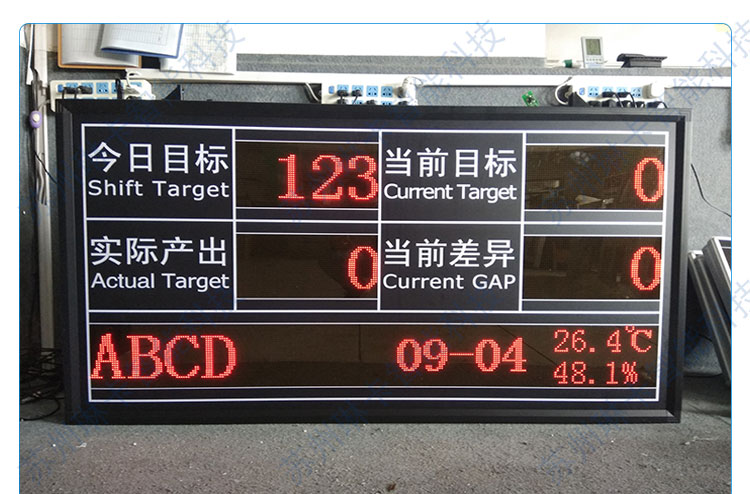 今日目标
Shift Target
123
当前目标
Current Target
0
实际产出
Actual Target
0
当前差异
Current GAP
0
ABCD
09-04
26.4℃
48.1%